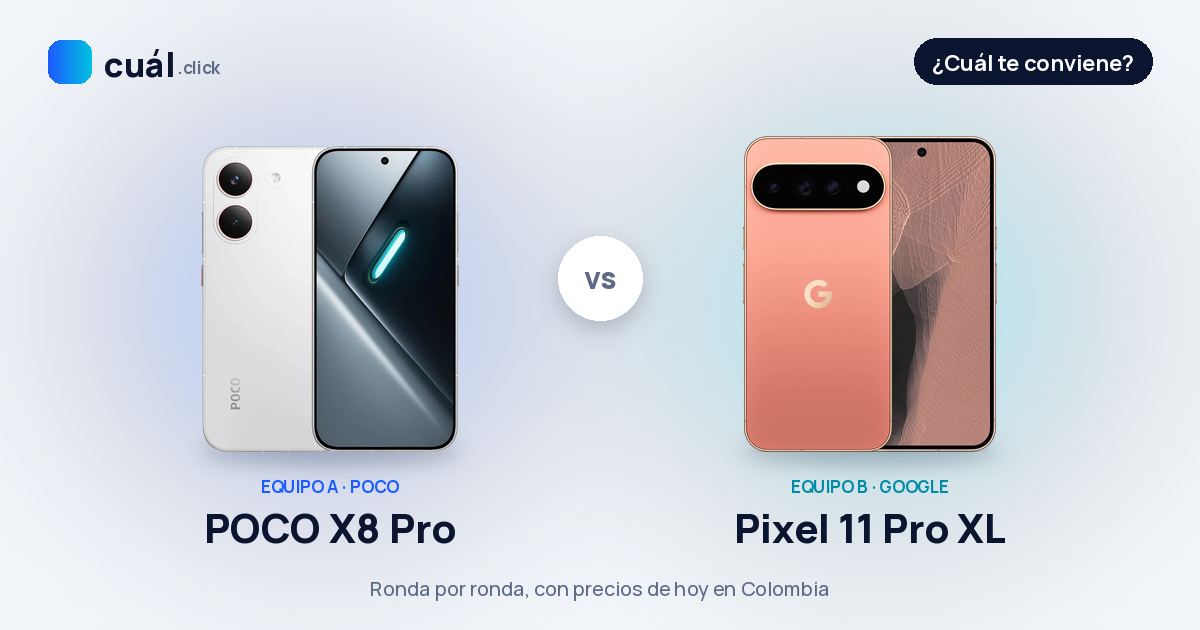 cuál.click
¿Cuál te conviene?
POCO
G
VS
EQUIPO A · POCO
EQUIPO B · GOOGLE
POCO X8 Pro
Pixel 11 Pro XL
Ronda por ronda, con precios de hoy en Colombia